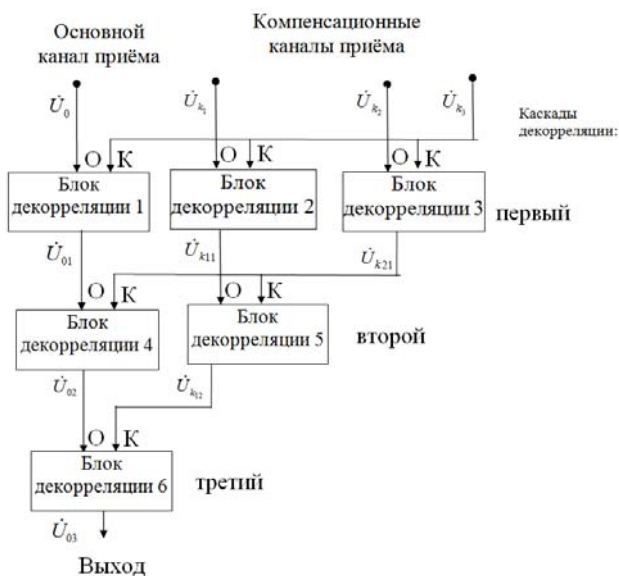 Основной
канал приёма
Компенсационные
каналы приёма
U̇₀
U̇ₖ₁
U̇ₖ₂
U̇ₖ₃
Каскады
декорреляции:
О К
О К
О К
Блок
декорреляции 1
Блок
декорреляции 2
Блок
декорреляции 3
первый
U̇₀₁
U̇ₖ₁₁
U̇ₖ₂₁
О К
О К
Блок
декорреляции 4
Блок
декорреляции 5
второй
U̇₀₂
U̇ₖ₁₂
О К
Блок
декорреляции 6
третий
U̇₀₃
Выход